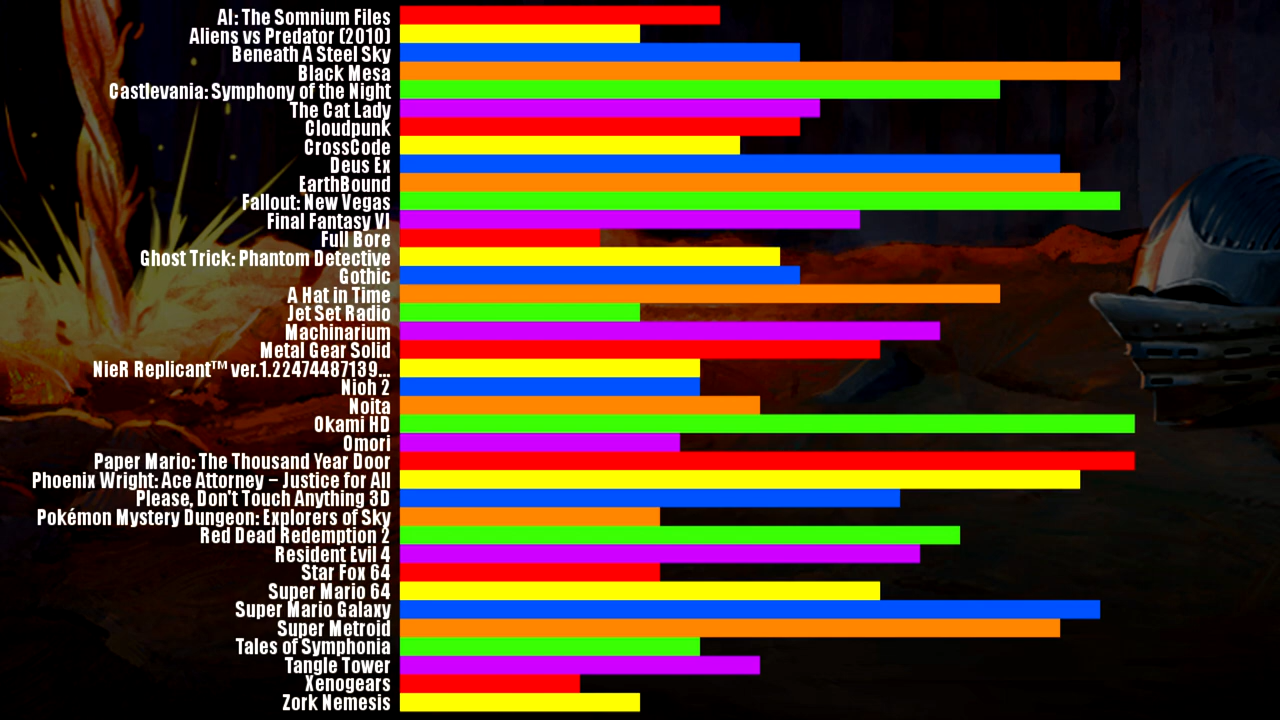 AI: The Somnium Files
Aliens vs Predator (2010)
Beneath A Steel Sky
Black Mesa
Castlevania: Symphony of the Night
The Cat Lady
Cloudpunk
CrossCode
Deus Ex
EarthBound
Fallout: New Vegas
Final Fantasy VI
Full Bore
Ghost Trick: Phantom Detective
Gothic
A Hat in Time
Jet Set Radio
Machinarium
Metal Gear Solid
NieR Replicant™ ver.1.22474487139...
Nioh 2
Noita
Okami HD
Omori
Paper Mario: The Thousand Year Door
Phoenix Wright: Ace Attorney – Justice for All
Please, Don't Touch Anything 3D
Pokémon Mystery Dungeon: Explorers of Sky
Red Dead Redemption 2
Resident Evil 4
Star Fox 64
Super Mario 64
Super Mario Galaxy
Super Metroid
Tales of Symphonia
Tangle Tower
Xenogears
Zork Nemesis